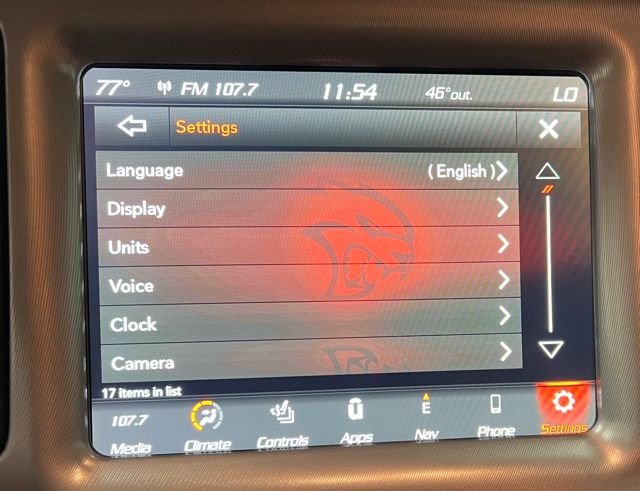 77° FM 107.7 11:54 46°out. LO
Settings
Language (English)
Display
Units
Voice
Clock
Camera
17 items in list
107.7 E
Media Climate Controls Apps Nav Phone Settings